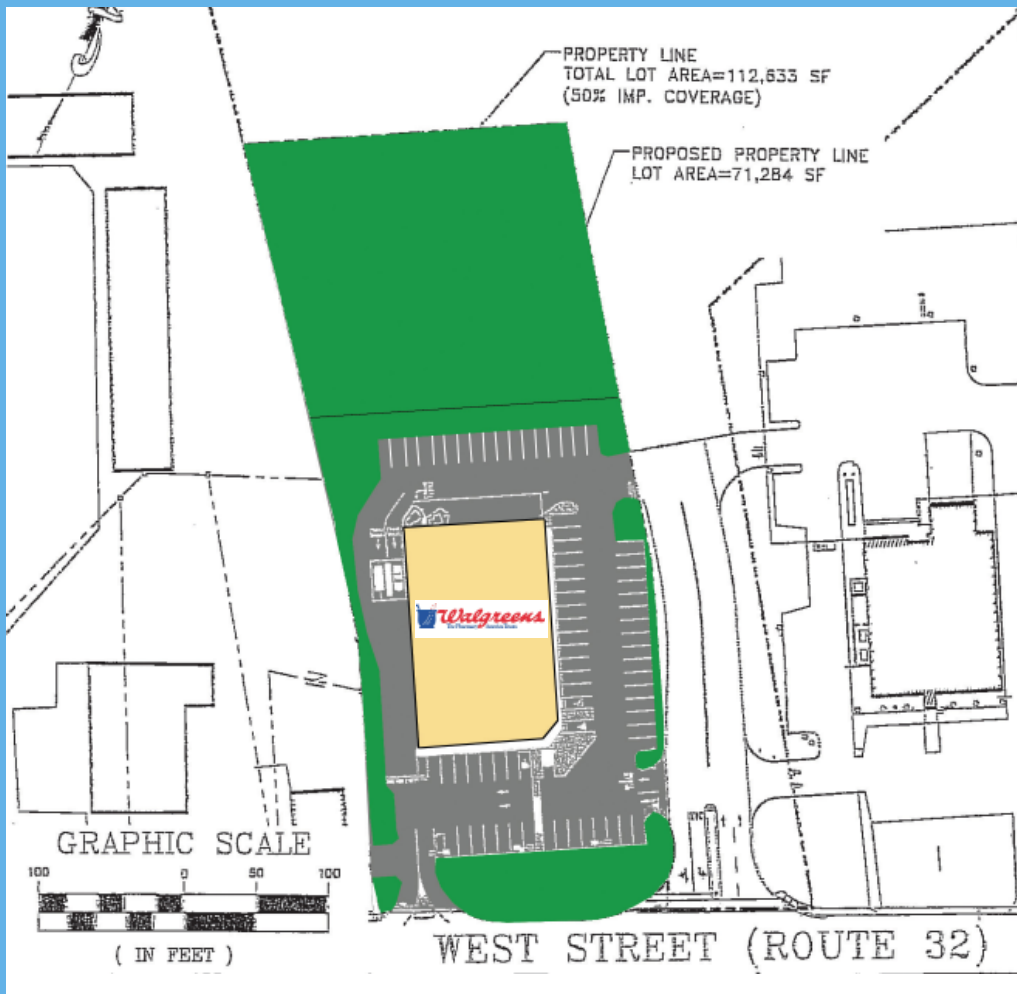 PROPERTY LINE
TOTAL LOT AREA=112,633 SF
(50% IMP. COVERAGE)
PROPOSED PROPERTY LINE
LOT AREA=71,284 SF
Walgreens
GRAPHIC SCALE
100 0 50 100
( IN FEET )
WEST STREET (ROUTE 32)